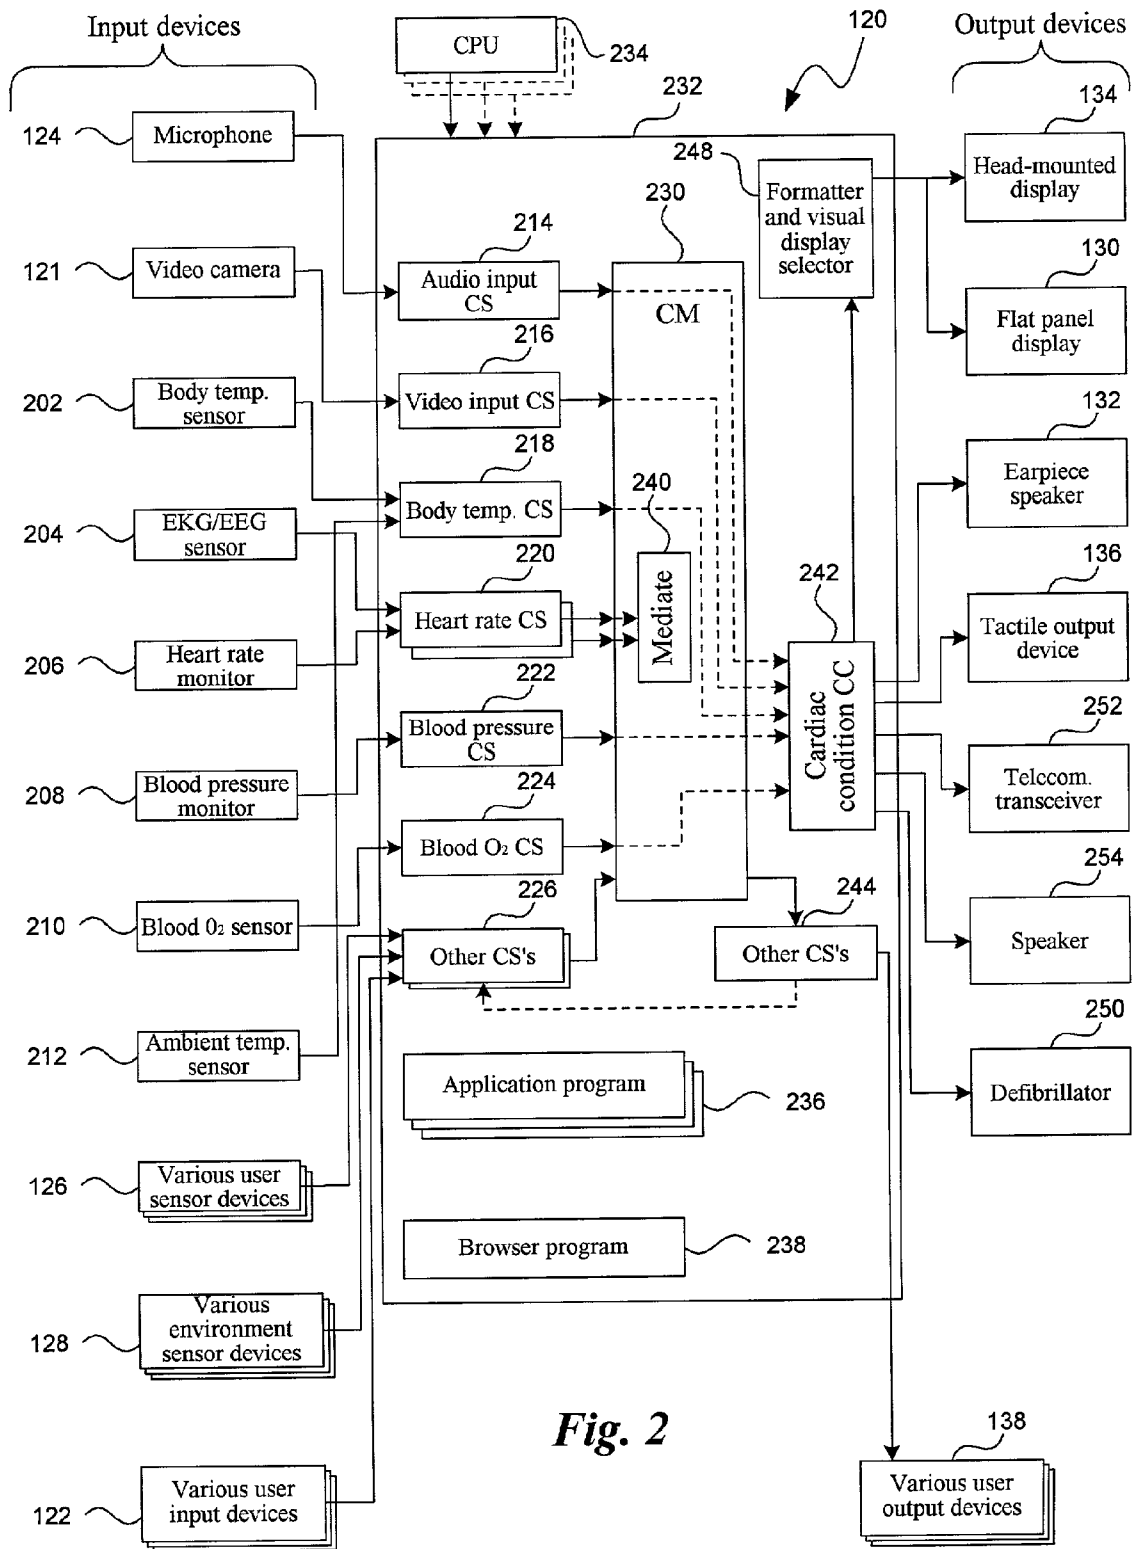 Input devices
CPU
234
120
Output devices
124
Microphone
232
134
Head-mounted
display
248
Formatter
and visual
display
selector
230
214
Audio input
CS
CM
121
Video camera
130
Flat panel
display
216
Video input CS
202
Body temp.
sensor
132
Earpiece
speaker
218
Body temp. CS
240
Mediate
204
EKG/EEG
sensor
220
Heart rate CS
242
Cardiac
condition CC
136
Tactile output
device
206
Heart rate
monitor
222
Blood pressure
CS
252
Telecom.
transceiver
208
Blood pressure
monitor
224
Blood O2 CS
254
Speaker
210
Blood 02 sensor
226
Other CS's
244
Other CS's
250
Defibrillator
212
Ambient temp.
sensor
Application program
236
126
Various user
sensor devices
Browser program
238
128
Various
environment
sensor devices
Fig. 2
138
Various user
output devices
122
Various user
input devices